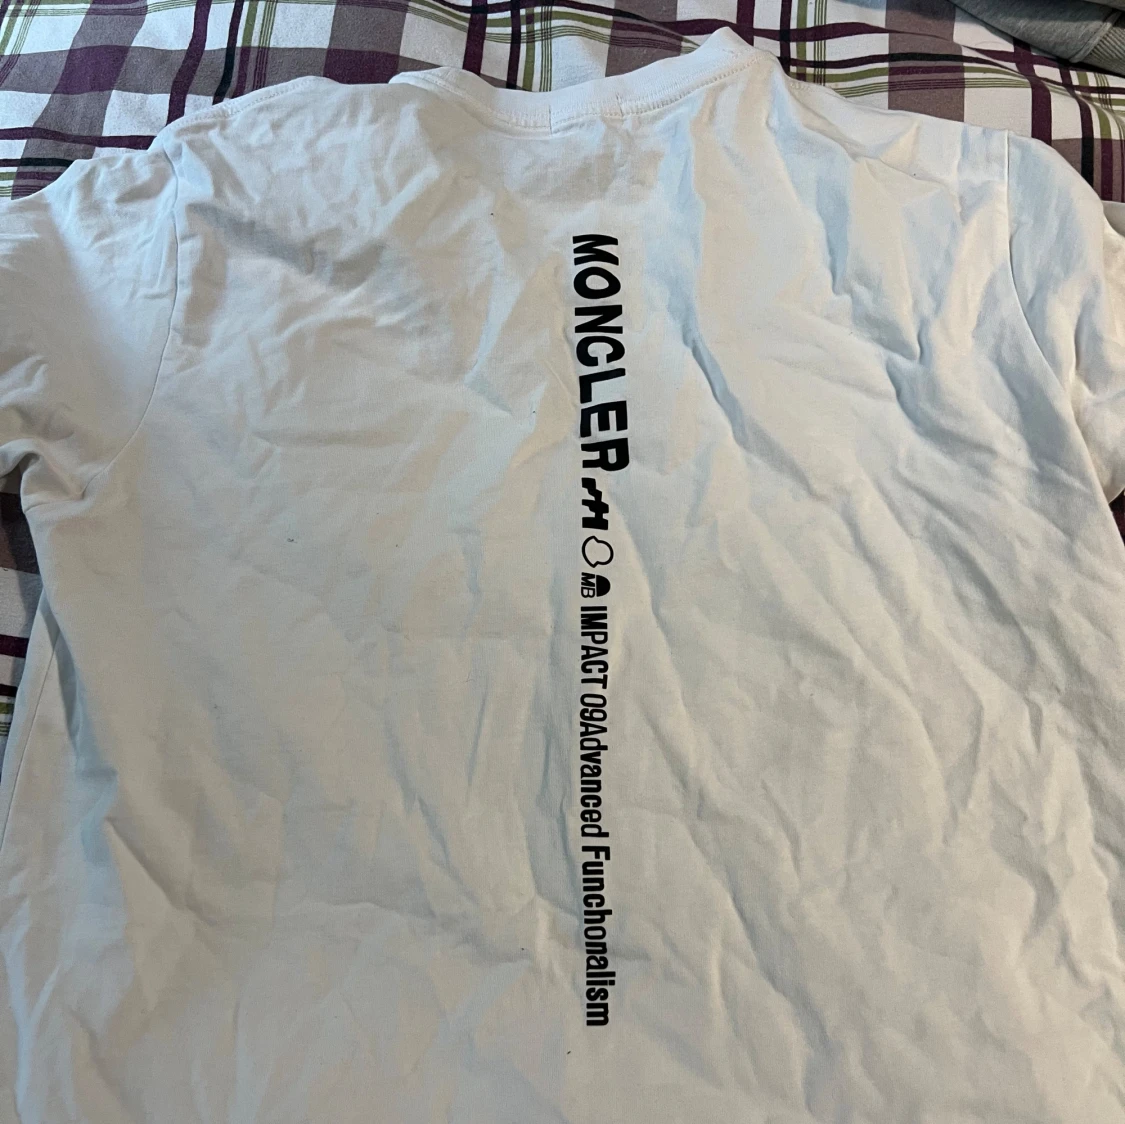 MONCLER
MB
IMPACT 09Advanced Funchonalism